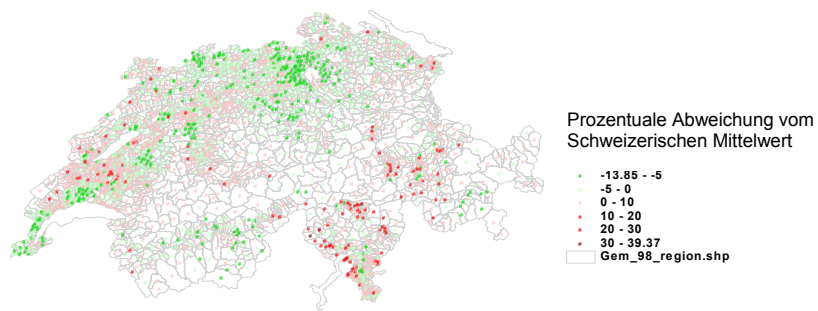 Prozentuale Abweichung vom
Schweizerischen Mittelwert
-13.85 - -5
-5 - 0
0 - 10
10 - 20
20 - 30
30 - 39.37
Gem_98_region.shp